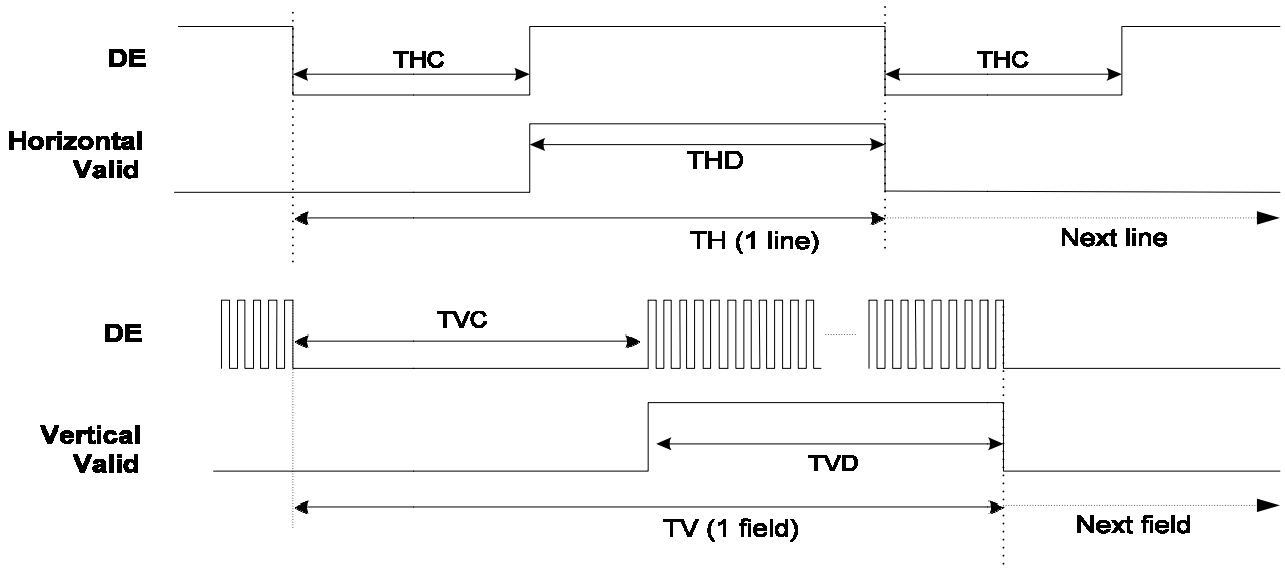 DE
THC
THC
Horizontal
Valid
THD
TH (1 line)
Next line
DE
TVC
Vertical
Valid
TVD
TV (1 field)
Next field